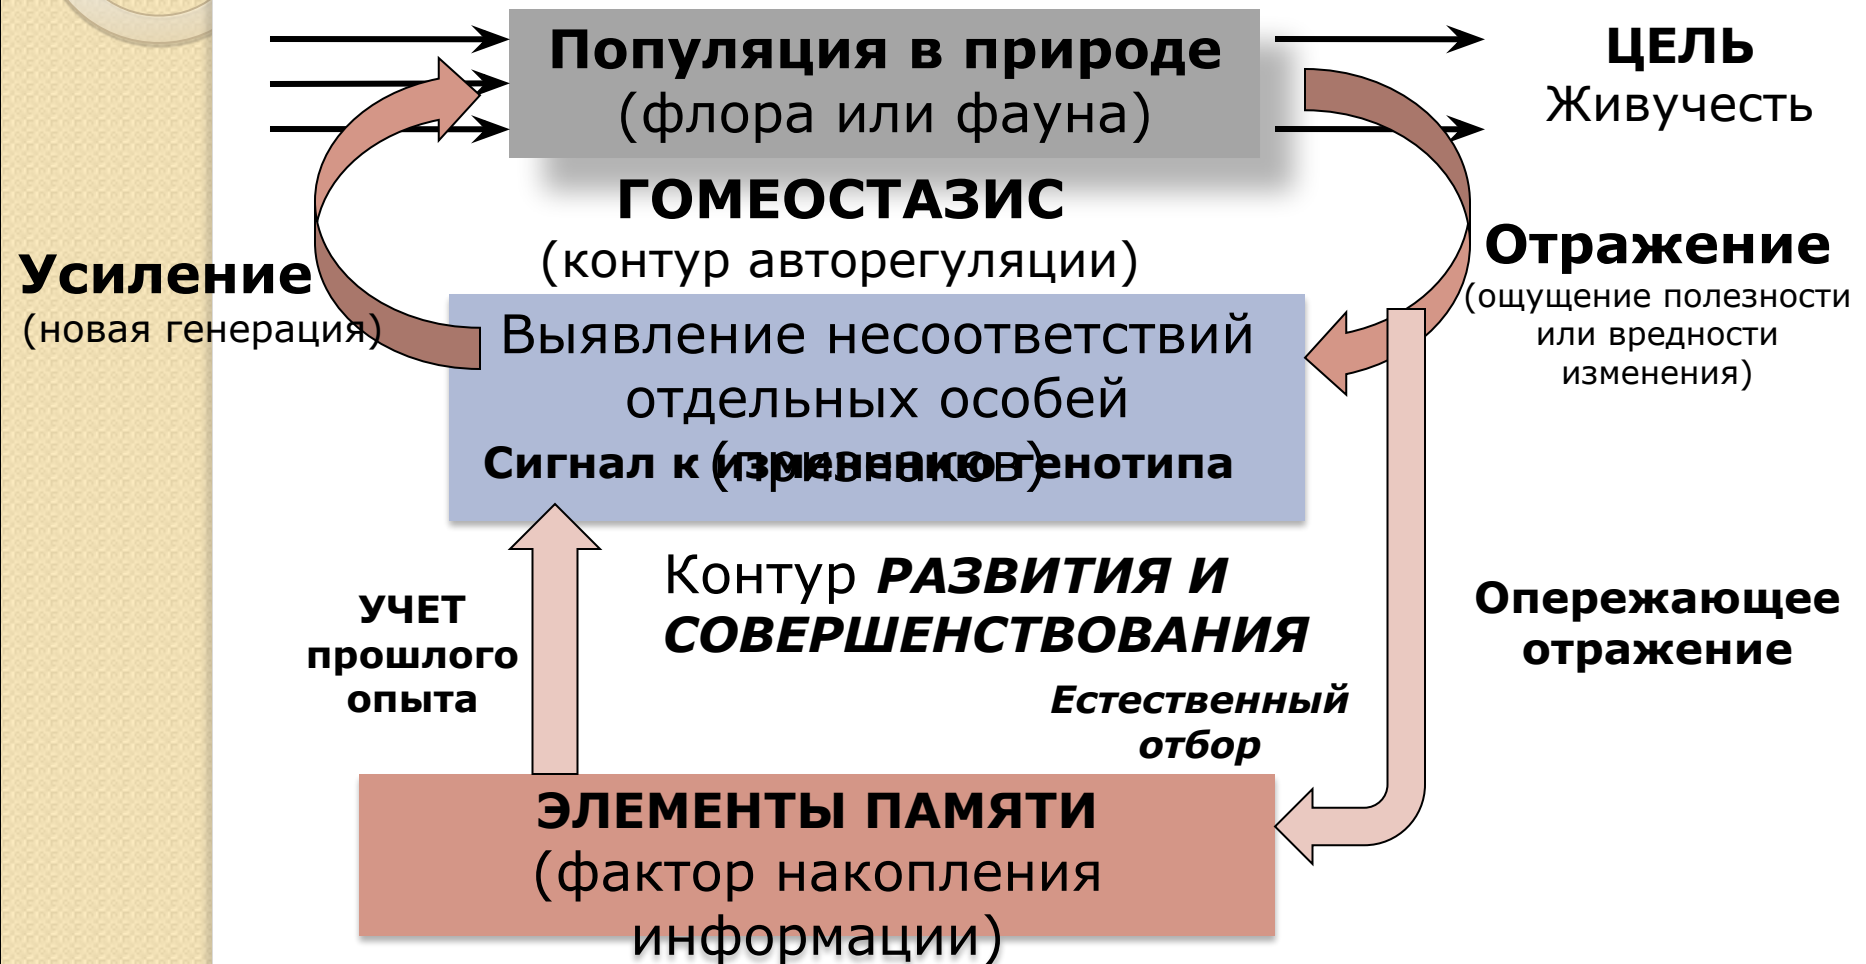 Популяция в природе
(флора или фауна)
ЦЕЛЬ
Живучесть
ГОМЕОСТАЗИС
(контур авторегуляции)
Усиление
(новая генерация)
Отражение
(ощущение полезности
или вредности
изменения)
Выявление несоответствий
отдельных особей
(признаков)
Сигнал к изменению генотипа
Контур РАЗВИТИЯ И
СОВЕРШЕНСТВОВАНИЯ
УЧЕТ
прошлого
опыта
Опережающее
отражение
Естественный
отбор
ЭЛЕМЕНТЫ ПАМЯТИ
(фактор накопления
информации)